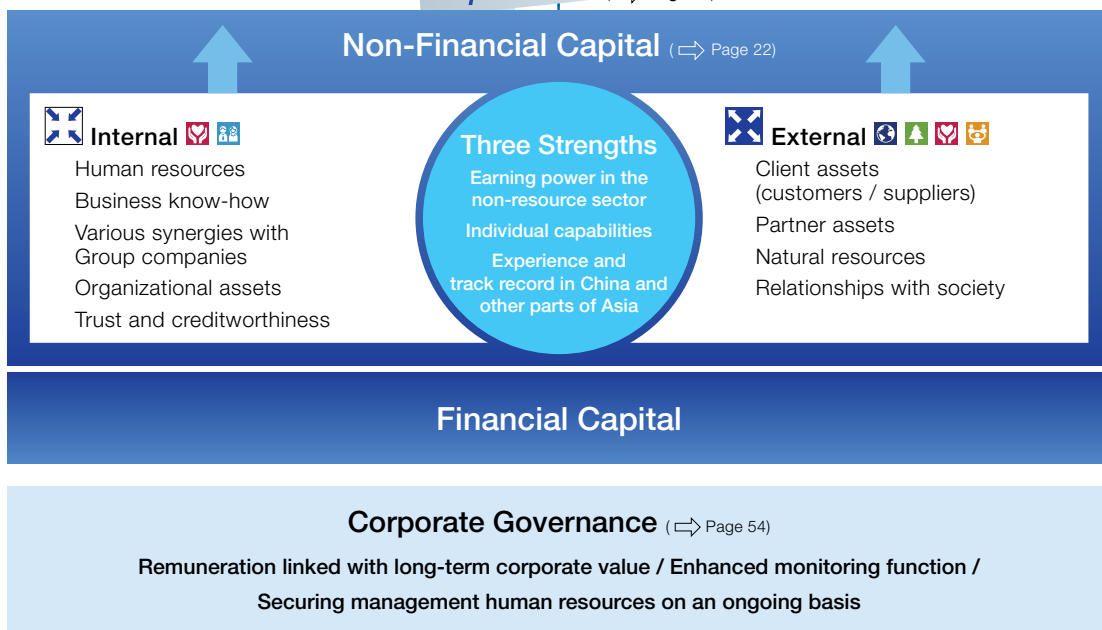 Non-Financial Capital ( ⇨ Page 22)
Internal
Human resources
Business know-how
Various synergies with
Group companies
Organizational assets
Trust and creditworthiness
Three Strengths
Earning power in the
non-resource sector
Individual capabilities
Experience and
track record in China and
other parts of Asia
External
Client assets
(customers / suppliers)
Partner assets
Natural resources
Relationships with society
Financial Capital
Corporate Governance ( ⇨ Page 54)
Remuneration linked with long-term corporate value / Enhanced monitoring function /
Securing management human resources on an ongoing basis